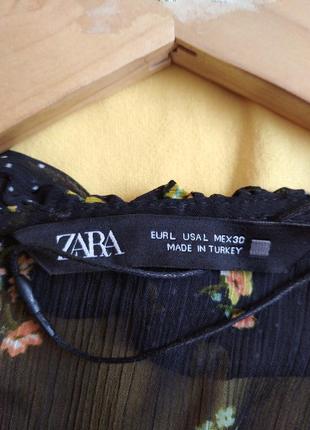 ZARA
EUR L USA L MEX 30
MADE IN TURKEY